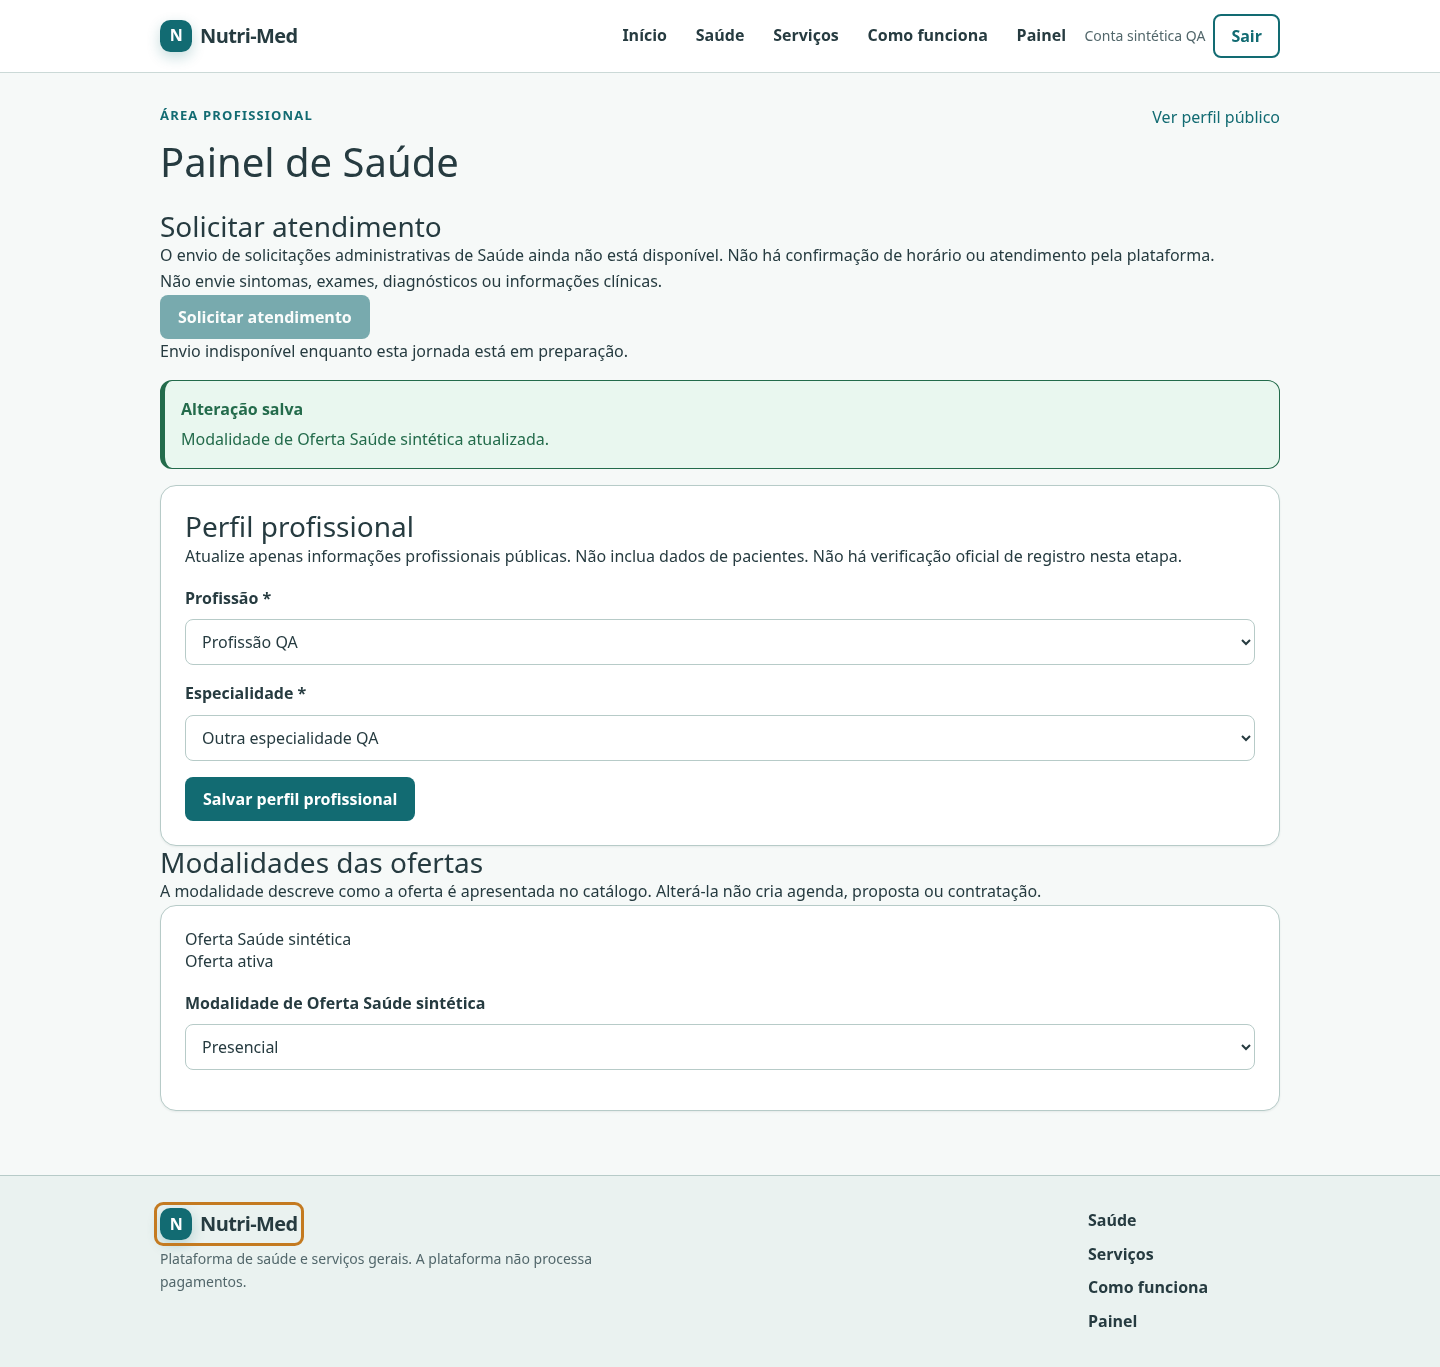 N Nutri-Med
Início Saúde Serviços Como funciona Painel Conta sintética QA Sair
ÁREA PROFISSIONAL
Ver perfil público
Painel de Saúde
Solicitar atendimento
O envio de solicitações administrativas de Saúde ainda não está disponível. Não há confirmação de horário ou atendimento pela plataforma.
Não envie sintomas, exames, diagnósticos ou informações clínicas.
Solicitar atendimento
Envio indisponível enquanto esta jornada está em preparação.
Alteração salva
Modalidade de Oferta Saúde sintética atualizada.
Perfil profissional
Atualize apenas informações profissionais públicas. Não inclua dados de pacientes. Não há verificação oficial de registro nesta etapa.
Profissão *
Profissão QA
Especialidade *
Outra especialidade QA
Salvar perfil profissional
Modalidades das ofertas
A modalidade descreve como a oferta é apresentada no catálogo. Alterá-la não cria agenda, proposta ou contratação.
Oferta Saúde sintética
Oferta ativa
Modalidade de Oferta Saúde sintética
Presencial
N Nutri-Med
Plataforma de saúde e serviços gerais. A plataforma não processa
pagamentos.
Saúde
Serviços
Como funciona
Painel